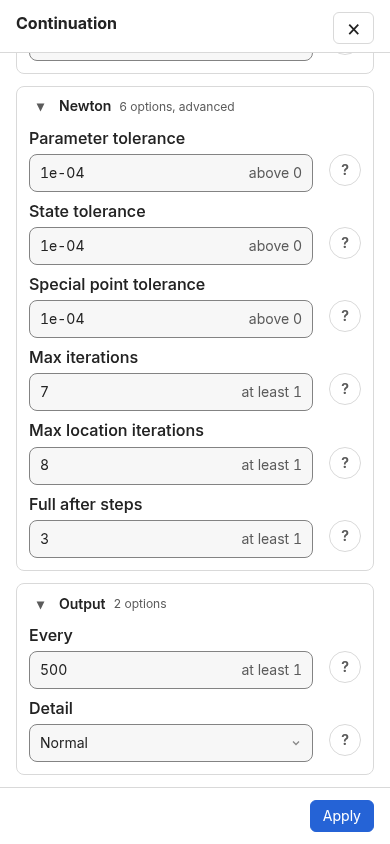 Continuation
×
▼ Newton 6 options, advanced
Parameter tolerance
1e-04 above 0 ?
State tolerance
1e-04 above 0 ?
Special point tolerance
1e-04 above 0 ?
Max iterations
7 at least 1 ?
Max location iterations
8 at least 1 ?
Full after steps
3 at least 1 ?
▼ Output 2 options
Every
500 at least 1 ?
Detail
Normal ?
Apply